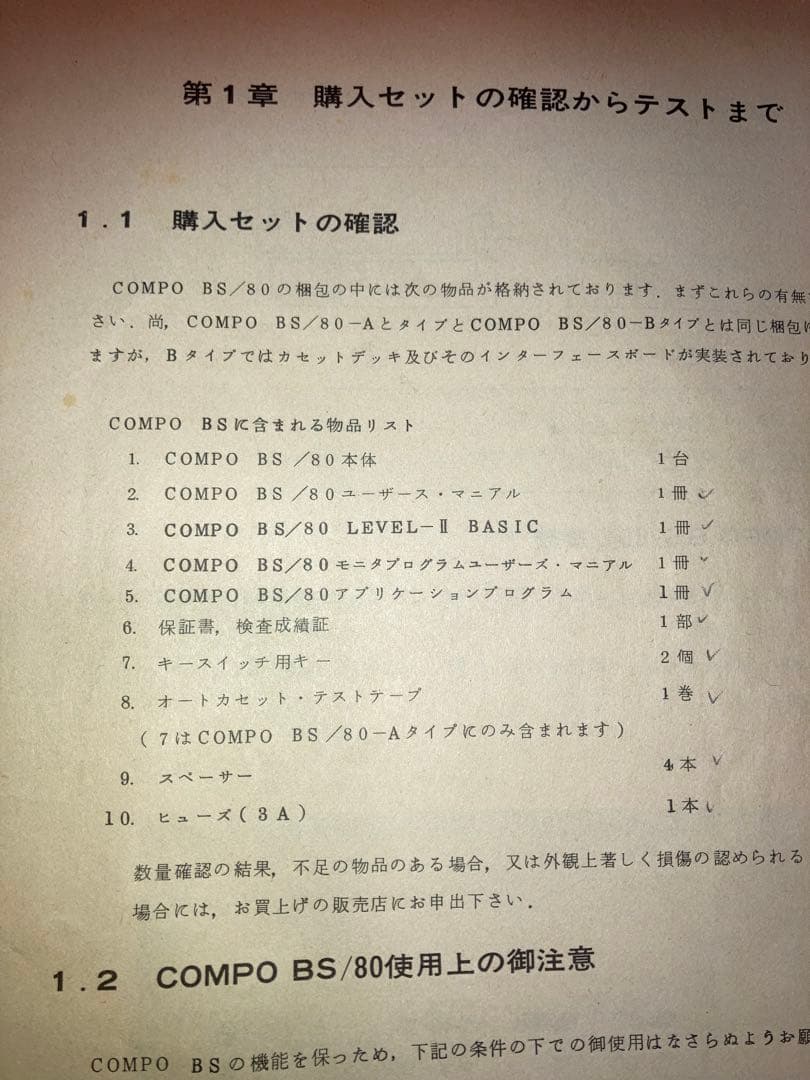 第1章 購入セットの確認からテストまで
1.1 購入セットの確認
COMPO BS/80の梱包の中には次の物品が格納されております.まずこれらの有無
さい.尚,COMPO BS/80-AとタイプとCOMPO BS/80-Bタイプとは同じ梱包
ますが,Bタイプではカセットデッキ及びそのインターフェースボードが実装されており
COMPO BSに含まれる物品リスト
1. COMPO BS/80本体 1台
2. COMPO BS/80ユーザース・マニアル 1冊 ✓
3. COMPO BS/80 LEVEL-Ⅱ BASIC 1冊 ✓
4. COMPO BS/80モニタプログラムユーザーズ・マニアル 1冊 ✓
5. COMPO BS/80アプリケーションプログラム 1冊 ✓
6. 保証書,検査成績証 1部 ✓
7. キースイッチ用キー 2個 ✓
8. オートカセット・テストテープ 1巻 ✓
(7はCOMPO BS/80-Aタイプにのみ含まれます)
9. スペーサー 4本 ✓
10. ヒューズ(3A) 1本 ✓
数量確認の結果,不足の物品のある場合,又は外観上著しく損傷の認められる
場合には,お買上げの販売店にお申出下さい.
1.2 COMPO BS/80使用上の御注意
COMPO BSの機能を保っため,下記の条件の下での御使用はなさらぬようお願